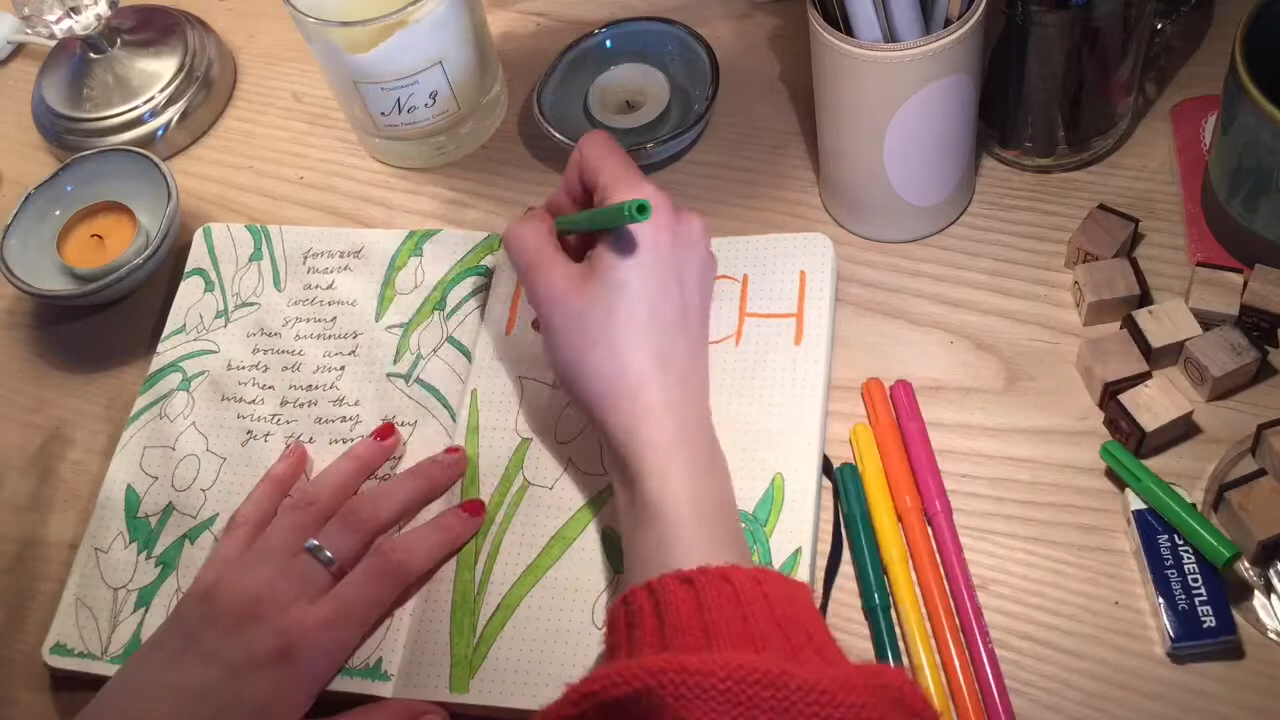 No 3
forward
march
and
welcome
spring
when bunnies
bounce and
birds all sing
when march
winds blow the
winter away they
get the
CH
STAEDTLER
Mars plastic